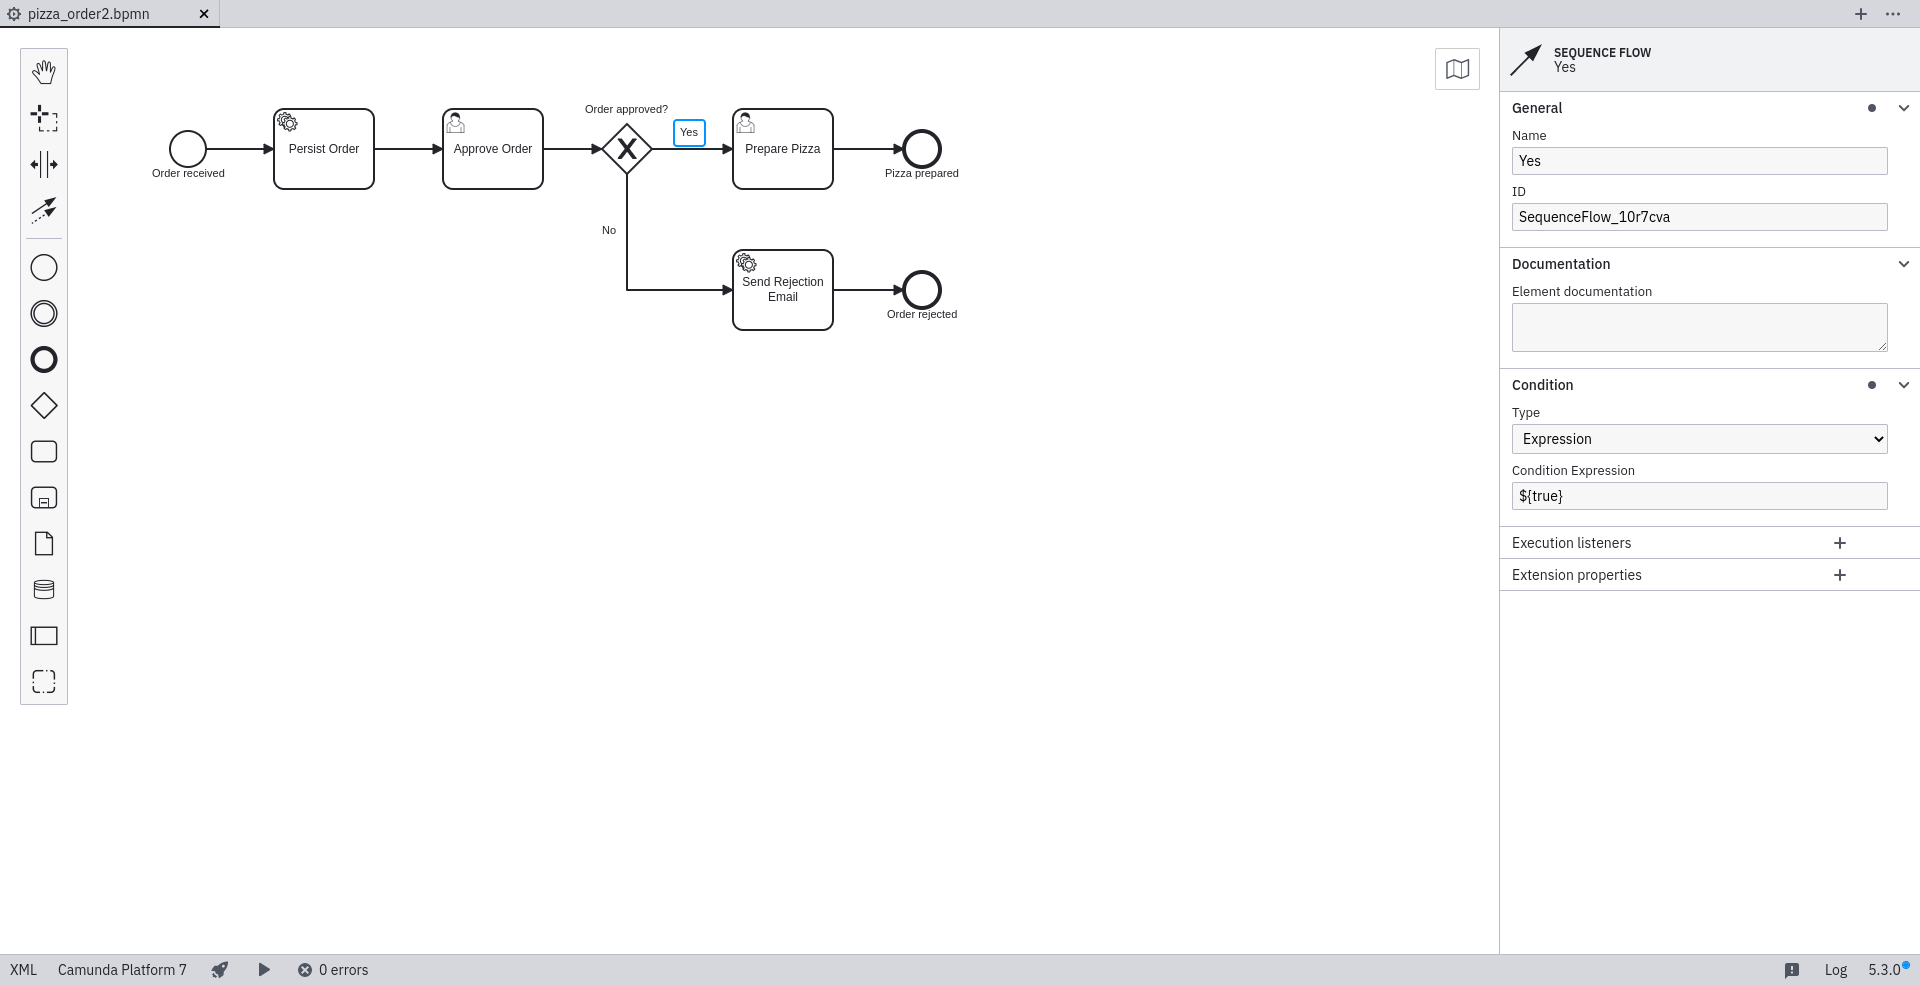 pizza_order2.bpmn
Order received
Persist Order
Approve Order
Order approved?
Yes
Prepare Pizza
Pizza prepared
No
Send Rejection
Email
Order rejected
SEQUENCE FLOW
Yes
General
Name
Yes
ID
SequenceFlow_10r7cva
Documentation
Element documentation
Condition
Type
Expression
Condition Expression
${true}
Execution listeners
Extension properties
XML Camunda Platform 7 0 errors Log 5.3.0